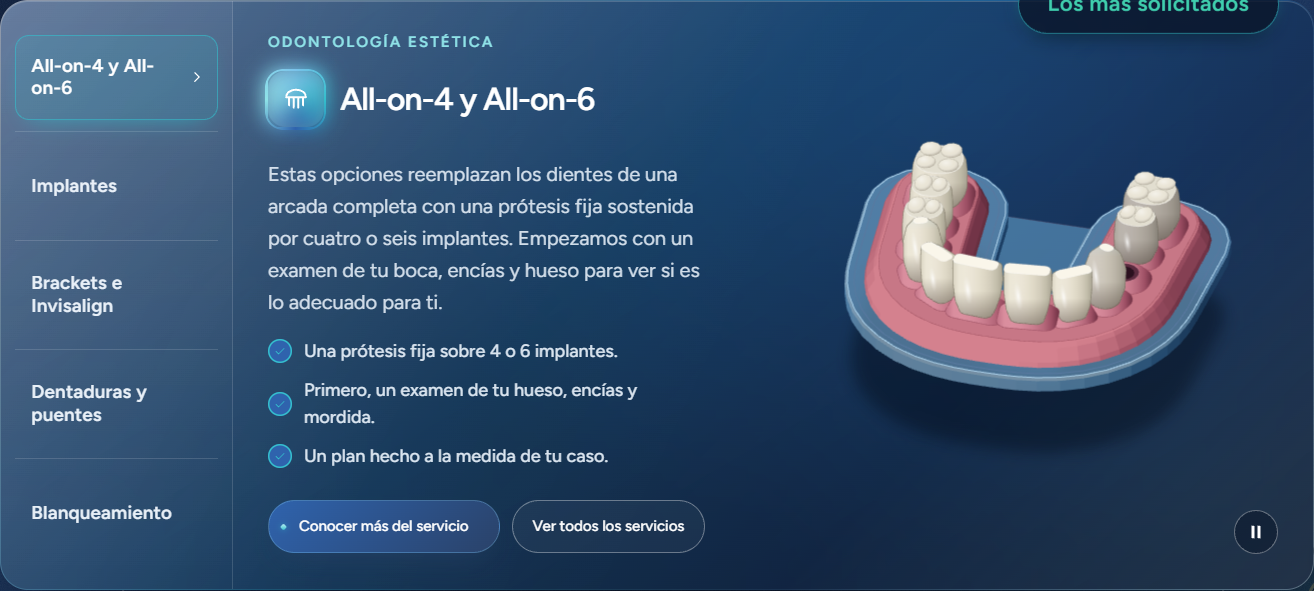 Los más solicitados
All-on-4 y All-
on-6
Implantes
Brackets e
Invisalign
Dentaduras y
puentes
Blanqueamiento
ODONTOLOGÍA ESTÉTICA
All-on-4 y All-on-6
Estas opciones reemplazan los dientes de una
arcada completa con una prótesis fija sostenida
por cuatro o seis implantes. Empezamos con un
examen de tu boca, encías y hueso para ver si es
lo adecuado para ti.
Una prótesis fija sobre 4 o 6 implantes.
Primero, un examen de tu hueso, encías y
mordida.
Un plan hecho a la medida de tu caso.
Conocer más del servicio
Ver todos los servicios